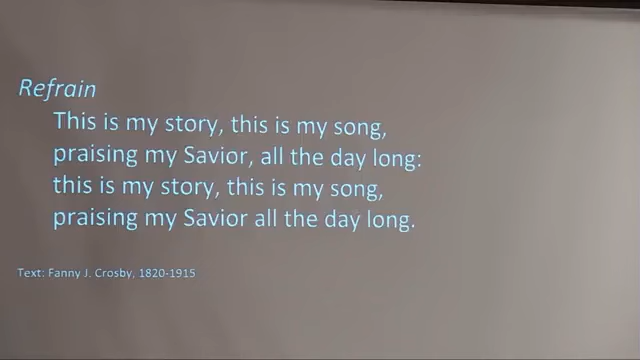 Refrain
This is my story, this is my song,
praising my Savior, all the day long:
this is my story, this is my song,
praising my Savior all the day long.
Text: Fanny J. Crosby, 1820-1915